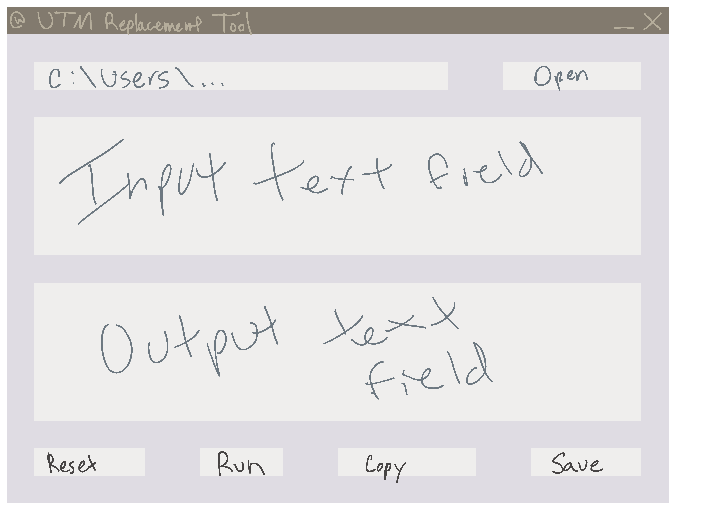 @ UTM Replacement Tool _ X
C:\Users\... Open
Input text field
Output text
field
Reset Run Copy Save